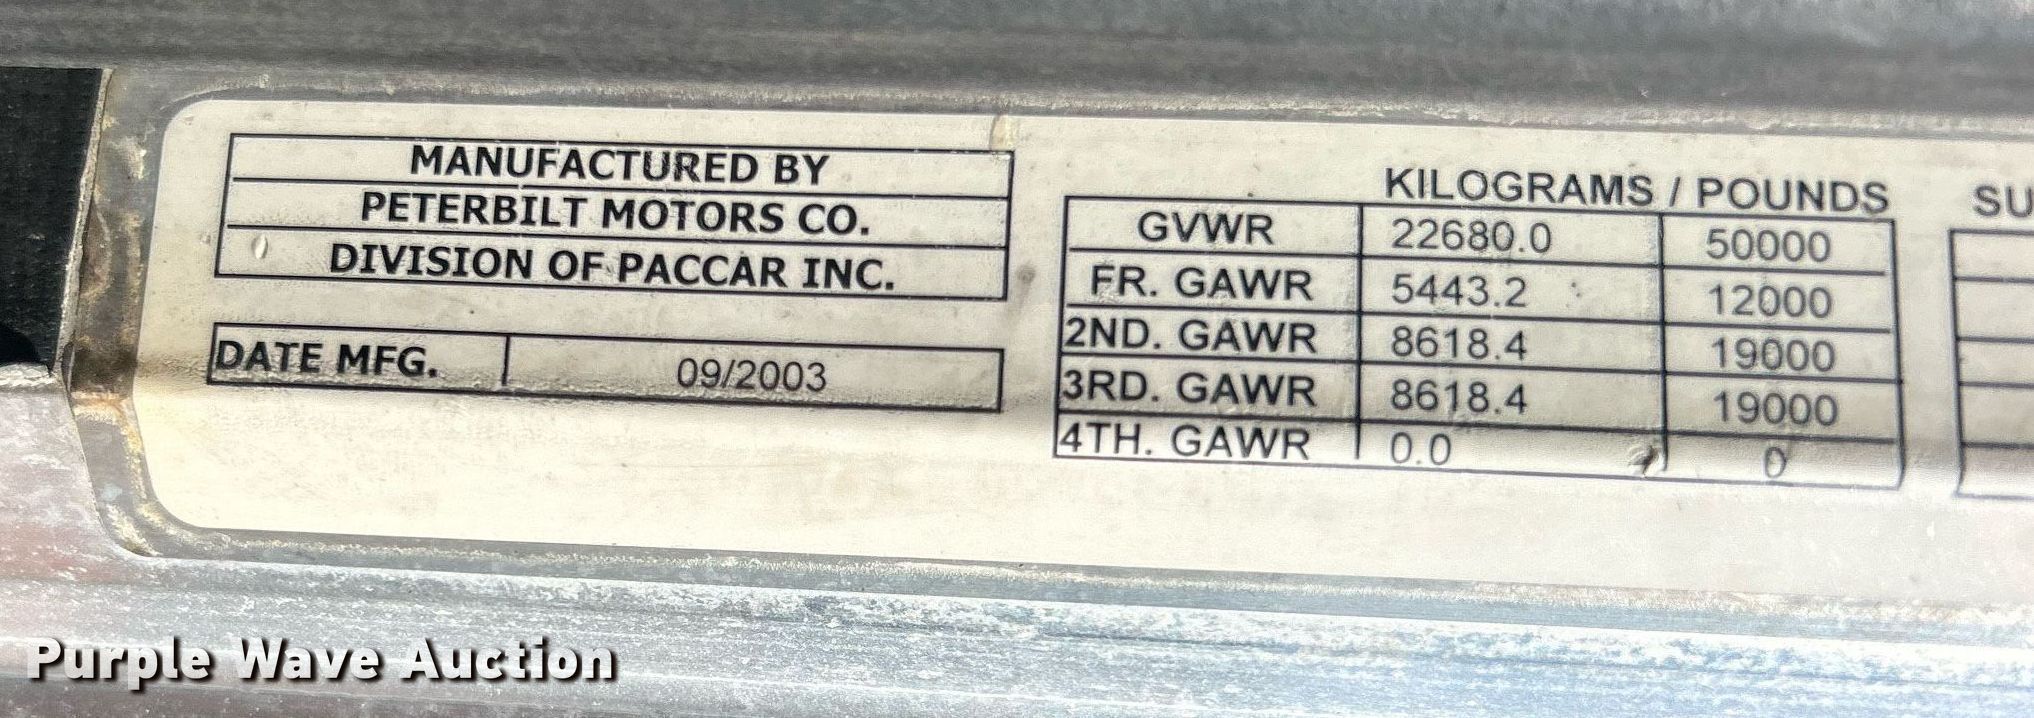 MANUFACTURED BY
PETERBILT MOTORS CO.
DIVISION OF PACCAR INC.
DATE MFG. 09/2003
KILOGRAMS / POUNDS
GVWR 22680.0 50000
FR. GAWR 5443.2 12000
2ND. GAWR 8618.4 19000
3RD. GAWR 8618.4 19000
4TH. GAWR 0.0 0
SU
Purple Wave Auction